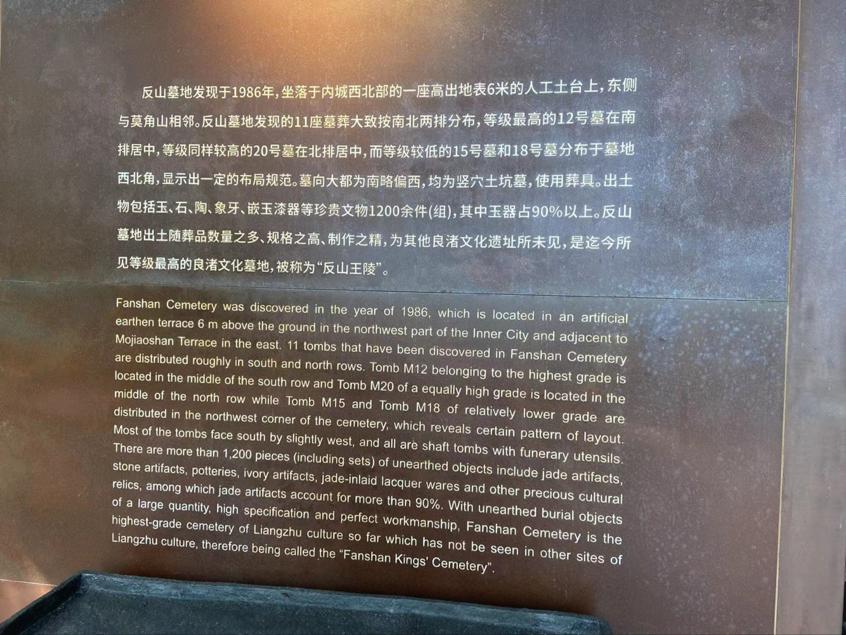 反山墓地发现于1986年，坐落于内城西北部的一座高出地表6米的人工土台上，东侧
与莫角山相邻。反山墓地发现的11座墓葬大致按南北两排分布，等级最高的12号墓在南
排居中，等级同样较高的20号墓在北排居中，而等级较低的15号墓和18号墓分布于墓地
西北角，显示出一定的布局规范。墓向大都为南略偏西，均为竖穴土坑墓，使用葬具。出土
物包括玉、石、陶、象牙、嵌玉漆器等珍贵文物1200余件(组)，其中玉器占90%以上。反山
墓地出土随葬品数量之多、规格之高、制作之精，为其他良渚文化遗址所未见，是迄今所
见等级最高的良渚文化墓地，被称为“反山王陵”。
Fanshan Cemetery was discovered in the year of 1986, which is located in an artificial
earthen terrace 6 m above the ground in the northwest part of the Inner City and adjacent to
Mojiaoshan Terrace in the east. 11 tombs that have been discovered in Fanshan Cemetery
are distributed roughly in south and north rows. Tomb M12 belonging to the highest grade is
located in the middle of the south row and Tomb M20 of a equally high grade is located in the
middle of the north row while Tomb M15 and Tomb M18 of relatively lower grade are
distributed in the northwest corner of the cemetery, which reveals certain pattern of layout.
Most of the tombs face south by slightly west, and all are shaft tombs with funerary utensils.
There are more than 1,200 pieces (including sets) of unearthed objects include jade artifacts,
stone artifacts, potteries, ivory artifacts, jade-inlaid lacquer wares and other precious cultural
relics, among which jade artifacts account for more than 90%. With unearthed burial objects
of a large quantity, high specification and perfect workmanship, Fanshan Cemetery is the
highest-grade cemetery of Liangzhu culture so far which has not be seen in other sites of
Liangzhu culture, therefore being called the “Fanshan Kings' Cemetery”.